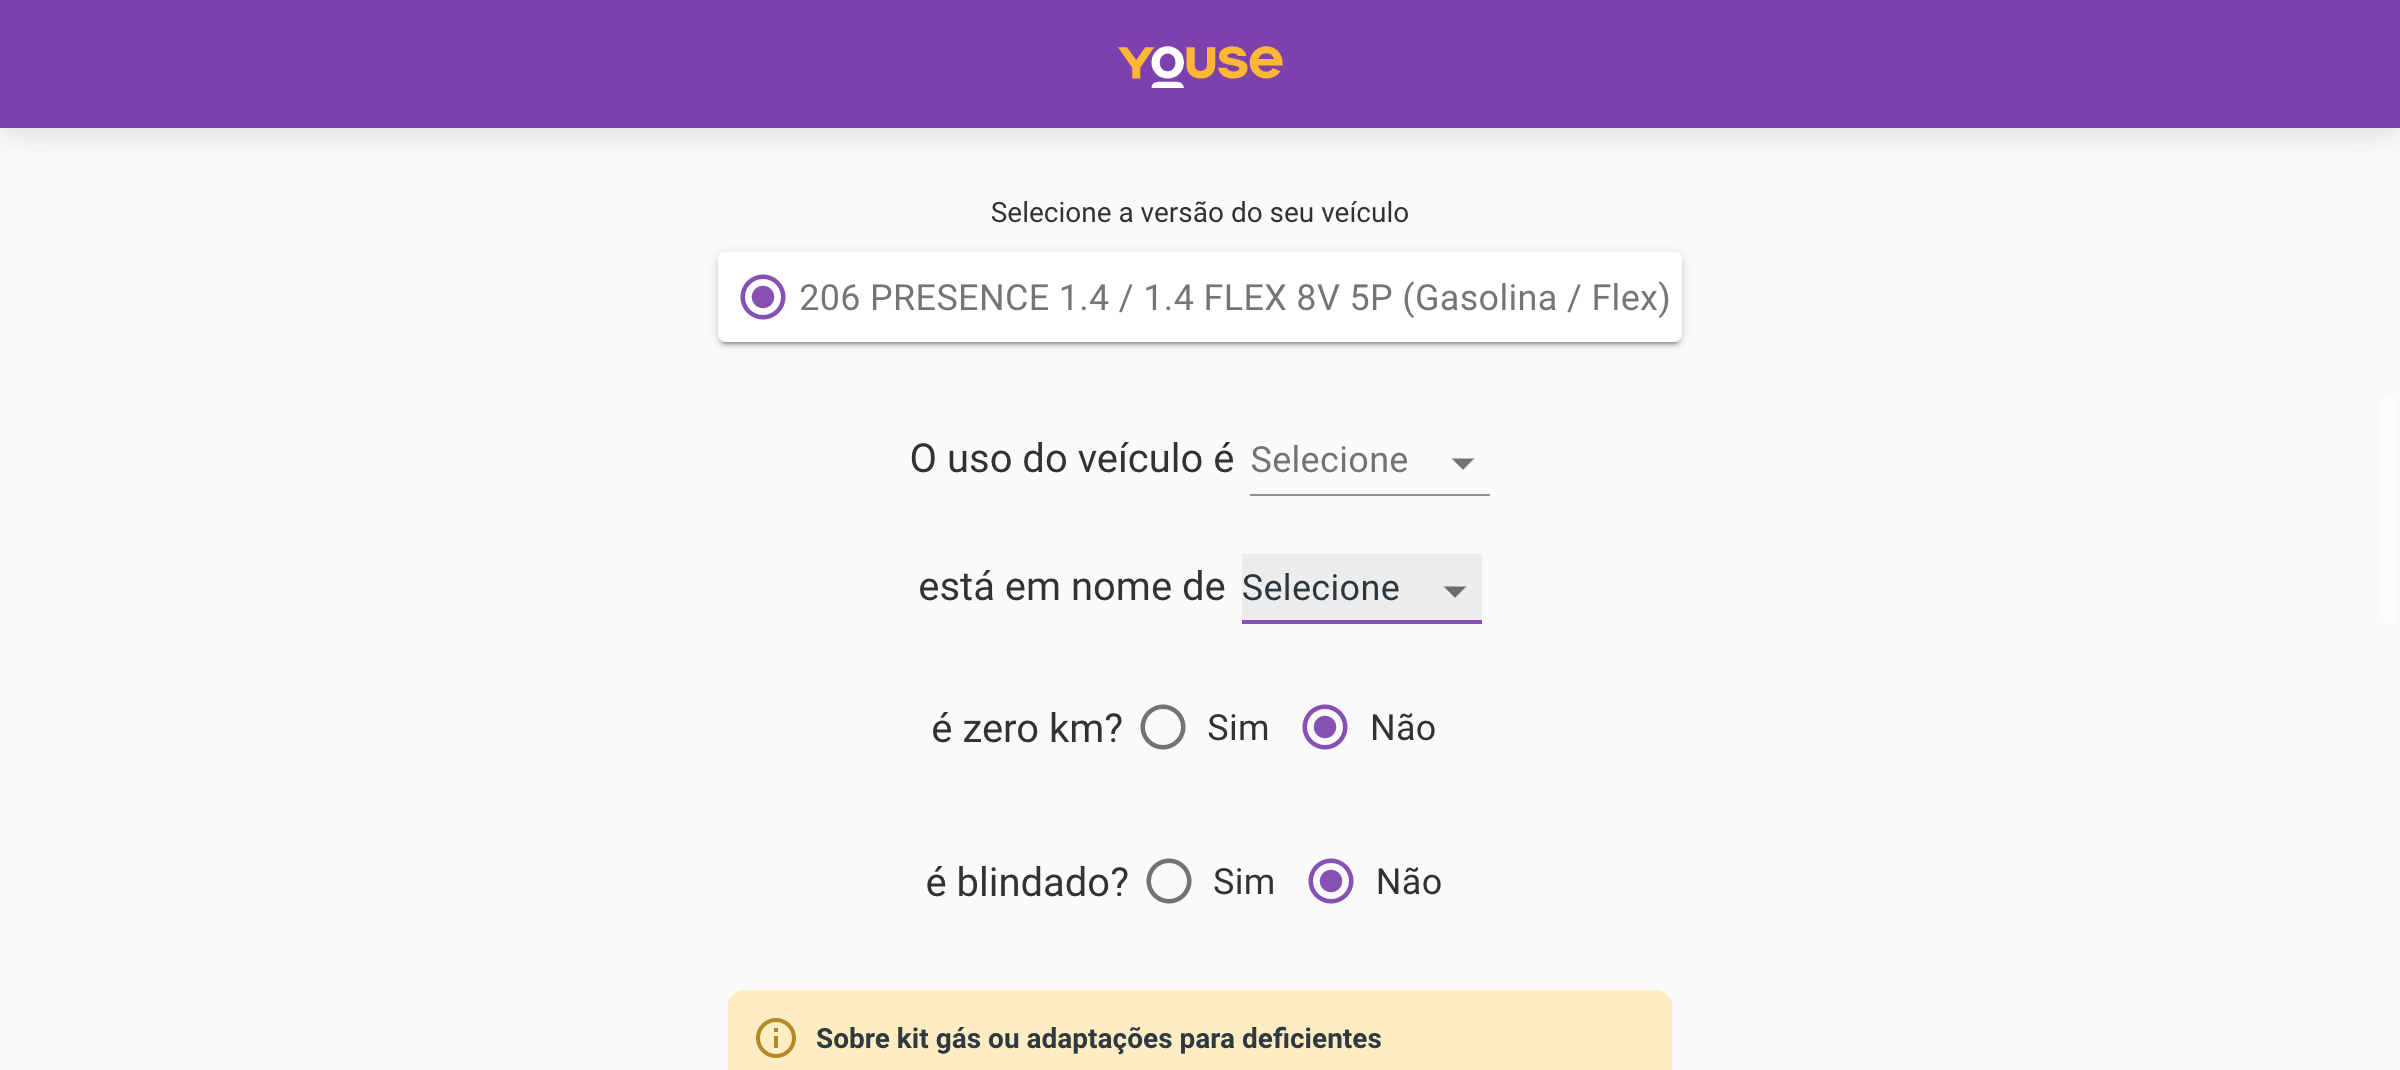 Youse
Selecione a versão do seu veículo
206 PRESENCE 1.4 / 1.4 FLEX 8V 5P (Gasolina / Flex)
O uso do veículo é Selecione
está em nome de Selecione
é zero km? Sim Não
é blindado? Sim Não
Sobre kit gás ou adaptações para deficientes